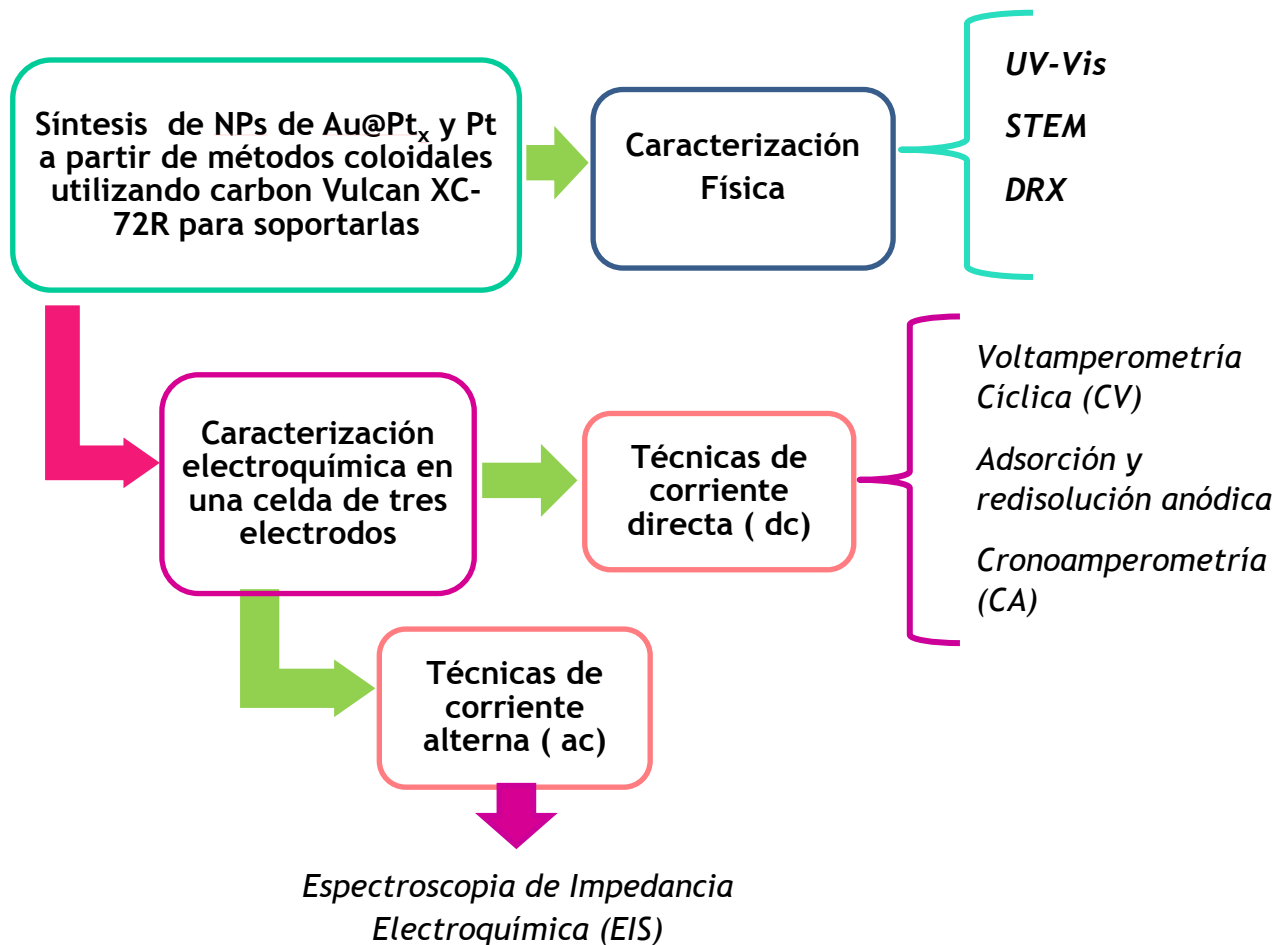 Síntesis de NPs de Au@Ptₓ y Pt
a partir de métodos coloidales
utilizando carbon Vulcan XC-
72R para soportarlas
Caracterización
Física
UV-Vis
STEM
DRX
Caracterización
electroquímica en
una celda de tres
electrodos
Técnicas de
corriente
directa ( dc)
Voltamperometría
Cíclica (CV)
Adsorción y
redisolución anódica
Cronoamperometría
(CA)
Técnicas de
corriente
alterna ( ac)
Espectroscopia de Impedancia
Electroquímica (EIS)